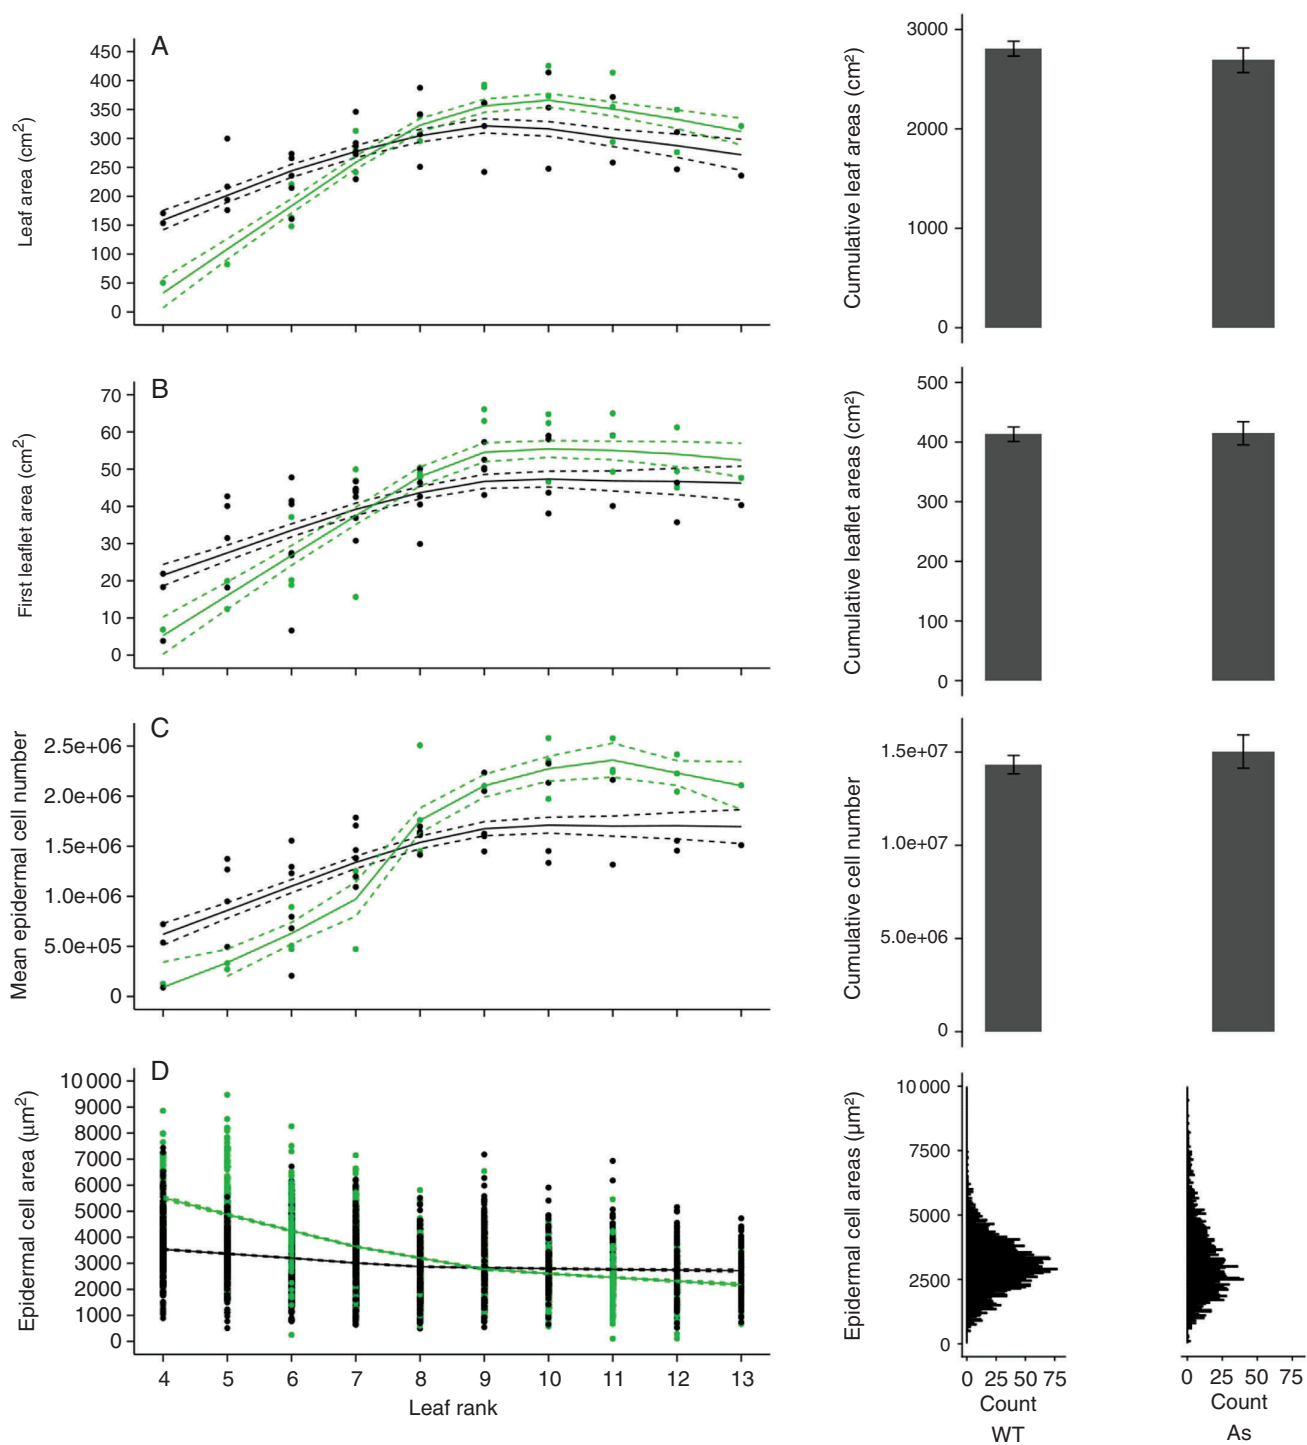 A
Leaf area (cm²)
450
400
350
300
250
200
150
100
50
0
Cumulative leaf areas (cm²)
3000
2000
1000
0
B
First leaflet area (cm²)
70
60
50
40
30
20
10
0
Cumulative leaflet areas (cm²)
500
400
300
200
100
0
C
Mean epidermal cell number
2.5e+06
2.0e+06
1.5e+06
1.0e+06
5.0e+05
0
Cumulative cell number
1.5e+07
1.0e+07
5.0e+06
0
D
Epidermal cell area (µm²)
10 000
9000
8000
7000
6000
5000
4000
3000
2000
1000
0
4 5 6 7 8 9 10 11 12 13
Leaf rank
Epidermal cell areas (µm²)
10 000
7500
5000
2500
0
0 25 50 75
Count
WT
0 25 50 75
Count
As